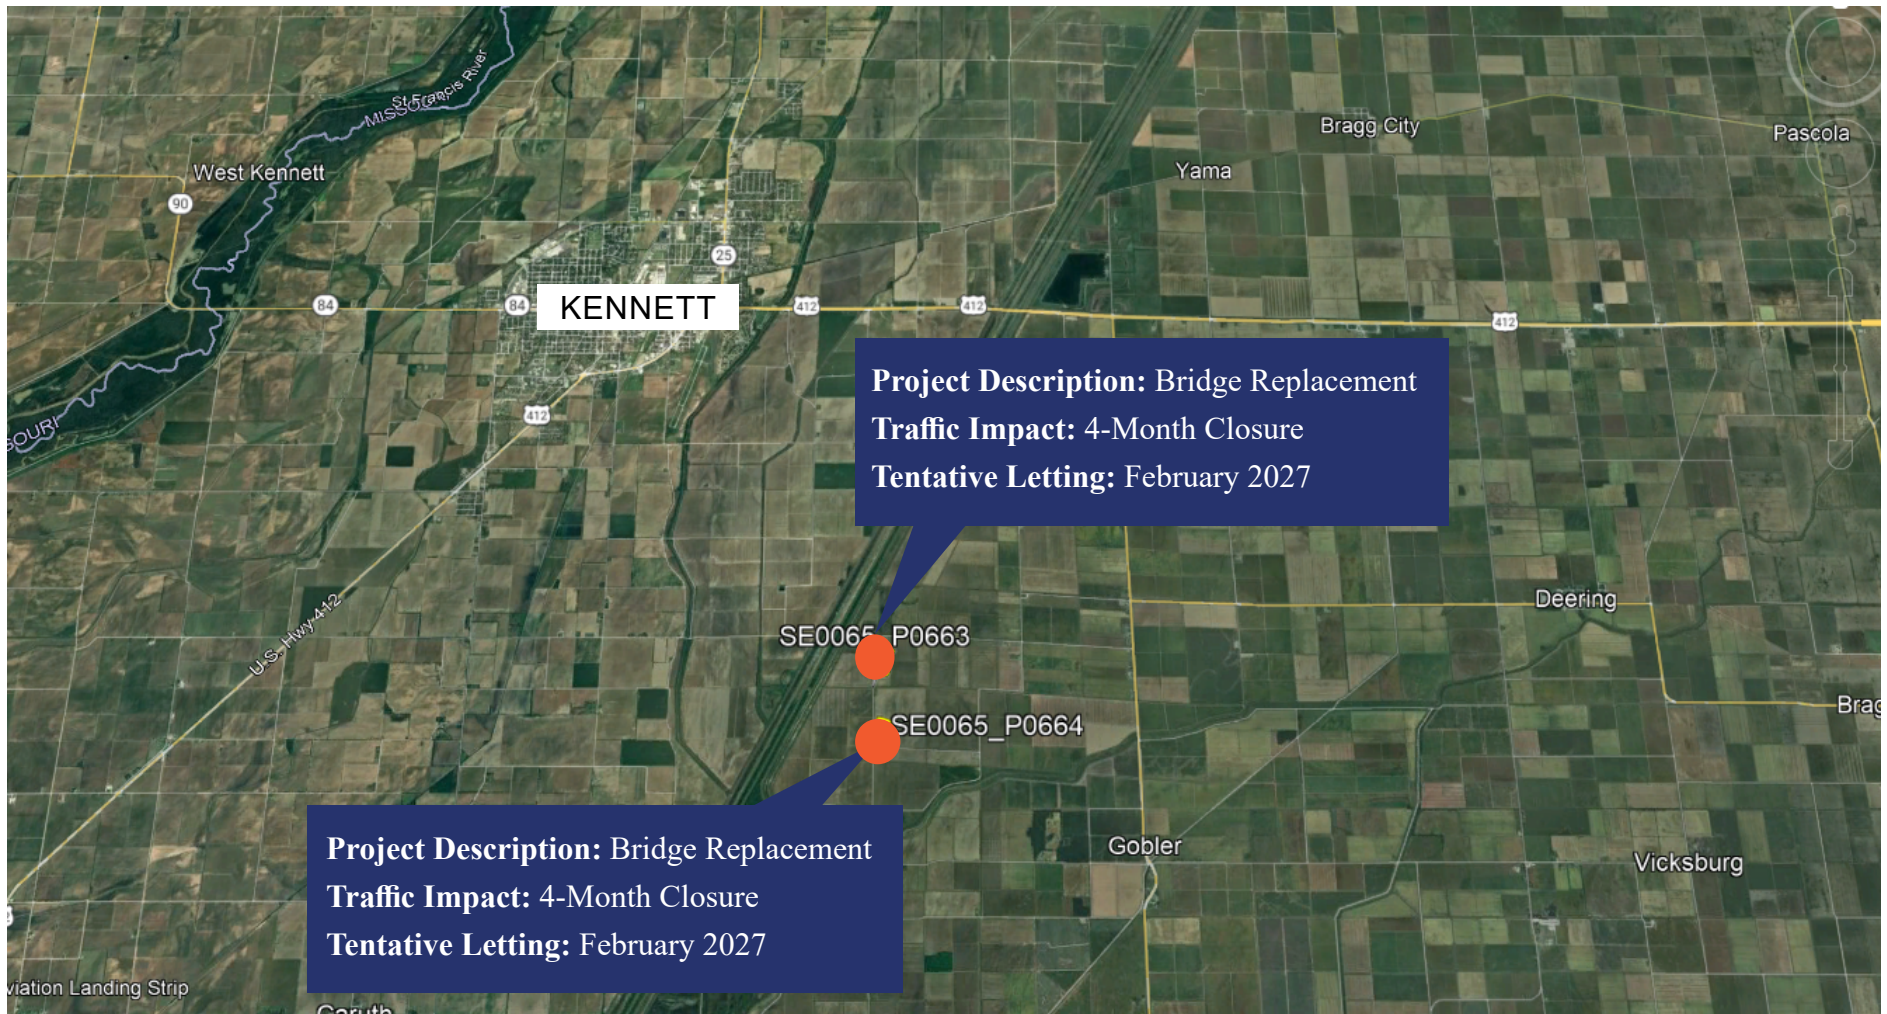 St Francis River
MISSOURI
Bragg City
Pascola
West Kennett
Yama
90
25
84
84
KENNETT
412
412
412
Project Description: Bridge Replacement
Traffic Impact: 4-Month Closure
Tentative Letting: February 2027
412
SOURI
U.S. Hwy 412
Deering
SE0065_P0663
SE0065_P0664
Brag
Project Description: Bridge Replacement
Traffic Impact: 4-Month Closure
Tentative Letting: February 2027
Gobler
Vicksburg
viation Landing Strip
Caruth